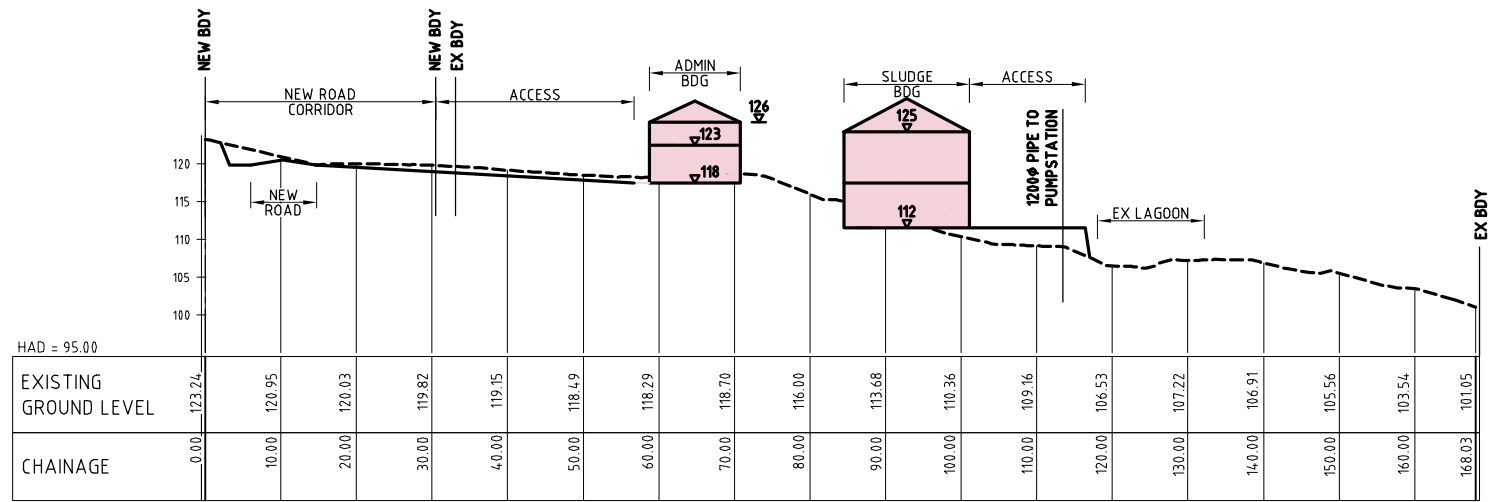 NEW BDY
NEW BDY
EX BDY
NEW ROAD
CORRIDOR
ACCESS
ADMIN
BDG
126
123
118
SLUDGE
BDG
125
112
ACCESS
1200ϕ PIPE TO
PUMPSTATION
EX LAGOON
EX BDY
NEW
ROAD
120
115
110
105
100
HAD = 95.00
EXISTING
GROUND LEVEL
123.24
120.95
120.03
119.82
119.15
118.49
118.29
118.70
116.00
113.68
110.36
109.16
106.53
107.22
106.91
105.56
103.54
101.05
CHAINAGE
0.00
10.00
20.00
30.00
40.00
50.00
60.00
70.00
80.00
90.00
100.00
110.00
120.00
130.00
140.00
150.00
160.00
168.03